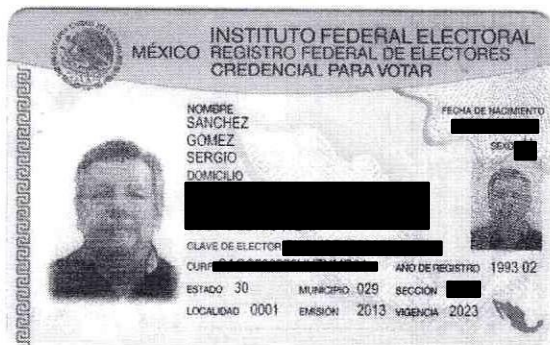 INSTITUTO FEDERAL ELECTORAL
MÉXICO REGISTRO FEDERAL DE ELECTORES
CREDENCIAL PARA VOTAR
NOMBRE
SANCHEZ
GOMEZ
SERGIO
FECHA DE NACIMIENTO
SEXO
DOMICILIO
CLAVE DE ELECTOR
CURP
AÑO DE REGISTRO 1993 02
ESTADO 30 MUNICIPIO 029 SECCIÓN
LOCALIDAD 0001 EMISIÓN 2013 VIGENCIA 2023